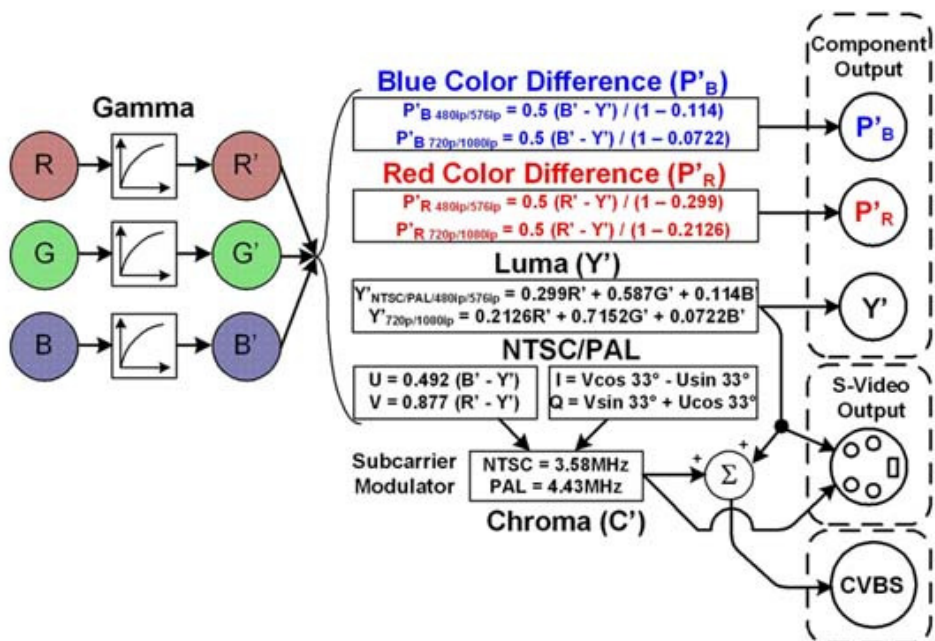 Gamma
R
R'
G
G'
B
B'
Blue Color Difference (P'B)
P'B 480ip/576ip = 0.5 (B' - Y') / (1 – 0.114)
P'B 720p/1080ip = 0.5 (B' - Y') / (1 – 0.0722)
Red Color Difference (P'R)
P'R 480ip/576ip = 0.5 (R' - Y') / (1 – 0.299)
P'R 720p/1080ip = 0.5 (R' - Y') / (1 – 0.2126)
Luma (Y')
Y'NTSC/PAL/480ip/576ip = 0.299R' + 0.587G' + 0.114B'
Y'720p/1080ip = 0.2126R' + 0.7152G' + 0.0722B'
NTSC/PAL
U = 0.492 (B' - Y')
V = 0.877 (R' - Y')
I = Vcos 33° - Usin 33°
Q = Vsin 33° + Ucos 33°
Subcarrier
Modulator
NTSC = 3.58MHz
PAL = 4.43MHz
Chroma (C')
+
+
Σ
Component
Output
P'B
P'R
Y'
S-Video
Output
CVBS